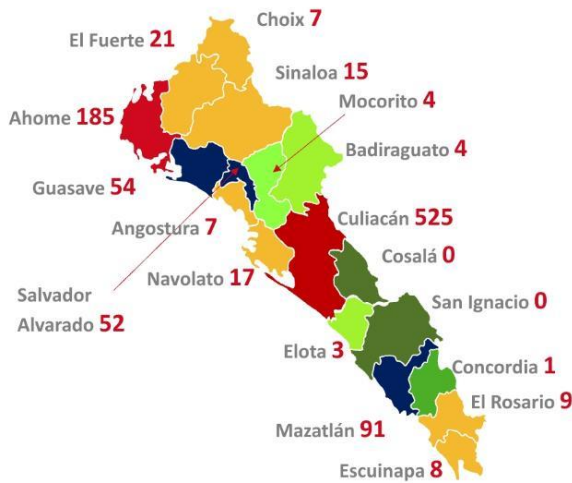 Choix 7
El Fuerte 21
Sinaloa 15
Mocorito 4
Ahome 185
Badiraguato 4
Guasave 54
Culiacán 525
Angostura 7
Cosalá 0
Navolato 17
Salvador
Alvarado 52
San Ignacio 0
Elota 3
Concordia 1
El Rosario 9
Mazatlán 91
Escuinapa 8